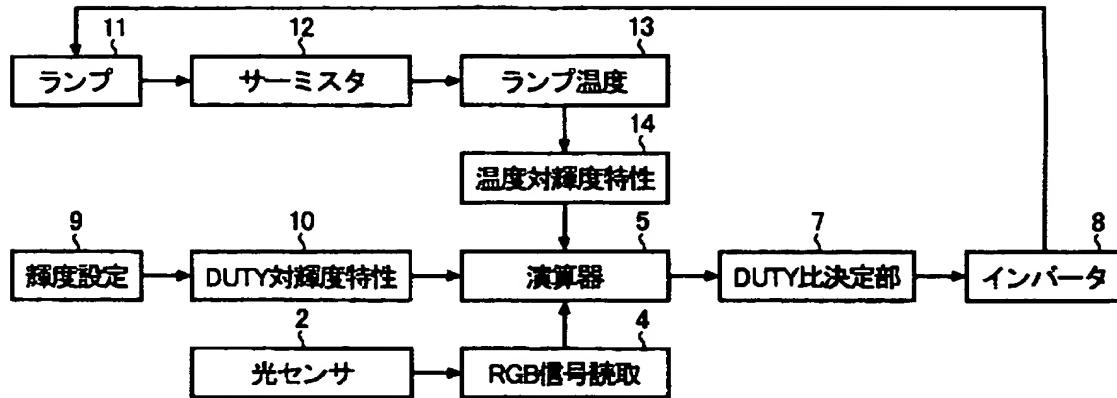 11
12
13
ランプ
サーミスタ
ランプ温度
14
温度対輝度特性
9
10
5
7
8
輝度設定
DUTY対輝度特性
演算器
DUTY比決定部
インバータ
2
4
光センサ
RGB信号読取